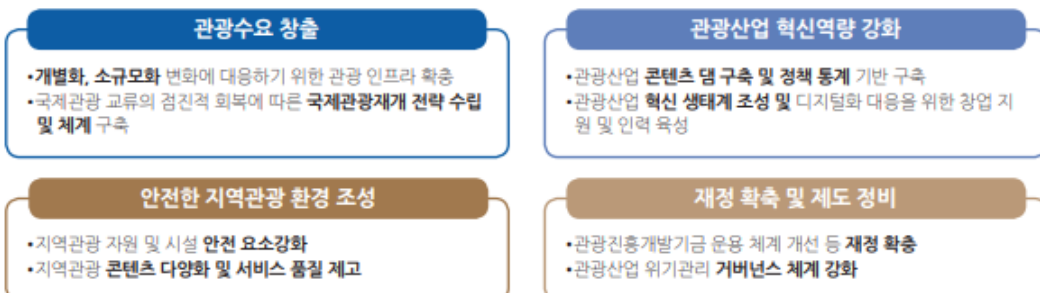 관광수요 창출
•개별화, 소규모화 변화에 대응하기 위한 관광 인프라 확충
•국제관광 교류의 점진적 회복에 따른 국제관광재개 전략 수립
및 체계 구축
관광산업 혁신역량 강화
•관광산업 콘텐츠 댐 구축 및 정책 통계 기반 구축
•관광산업 혁신 생태계 조성 및 디지털화 대응을 위한 창업 지
원 및 인력 육성
안전한 지역관광 환경 조성
•지역관광 자원 및 시설 안전 요소강화
•지역관광 콘텐츠 다양화 및 서비스 품질 제고
재정 확축 및 제도 정비
•관광진흥개발기금 운용 체계 개선 등 재정 확충
•관광산업 위기관리 거버넌스 체계 강화